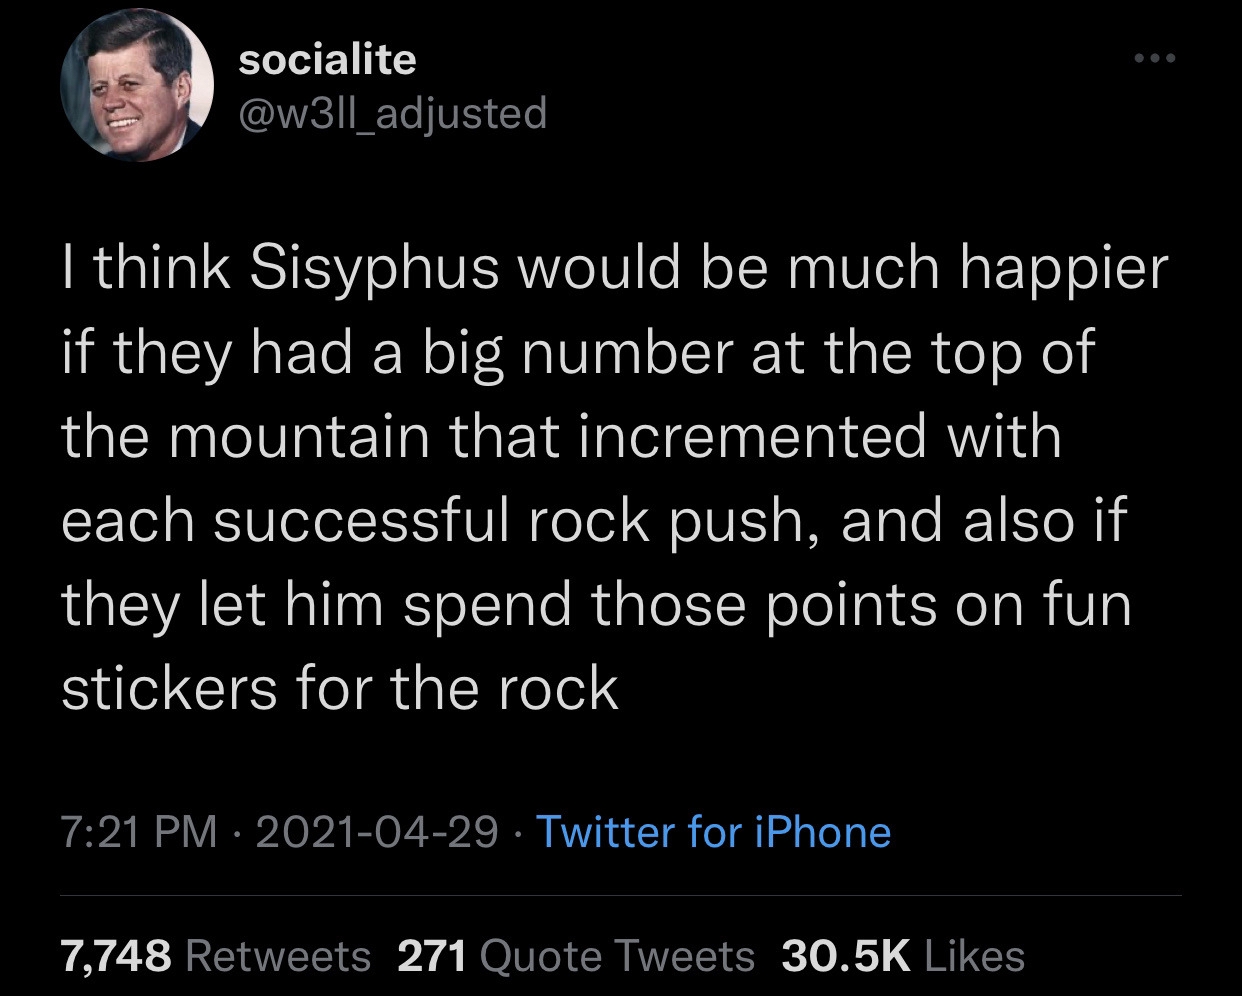 socialite
@w3ll_adjusted
I think Sisyphus would be much happier
if they had a big number at the top of
the mountain that incremented with
each successful rock push, and also if
they let him spend those points on fun
stickers for the rock
7:21 PM · 2021-04-29 · Twitter for iPhone
7,748 Retweets 271 Quote Tweets 30.5K Likes